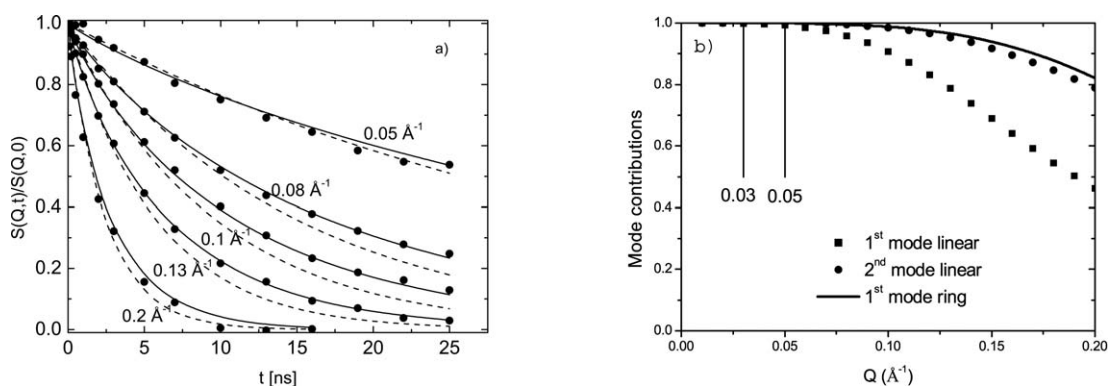 a)
S(Q,t)/S(Q,0)
1.0
0.8
0.6
0.4
0.2
0.0
0.05 Å⁻¹
0.08 Å⁻¹
0.1 Å⁻¹
0.13 Å⁻¹
0.2 Å⁻¹
0 5 10 15 20 25
t [ns]
b)
Mode contributions
1.0
0.8
0.6
0.4
0.2
0.0
0.03 0.05
1st mode linear
2nd mode linear
1st mode ring
0.00 0.05 0.10 0.15 0.20
Q (Å⁻¹)